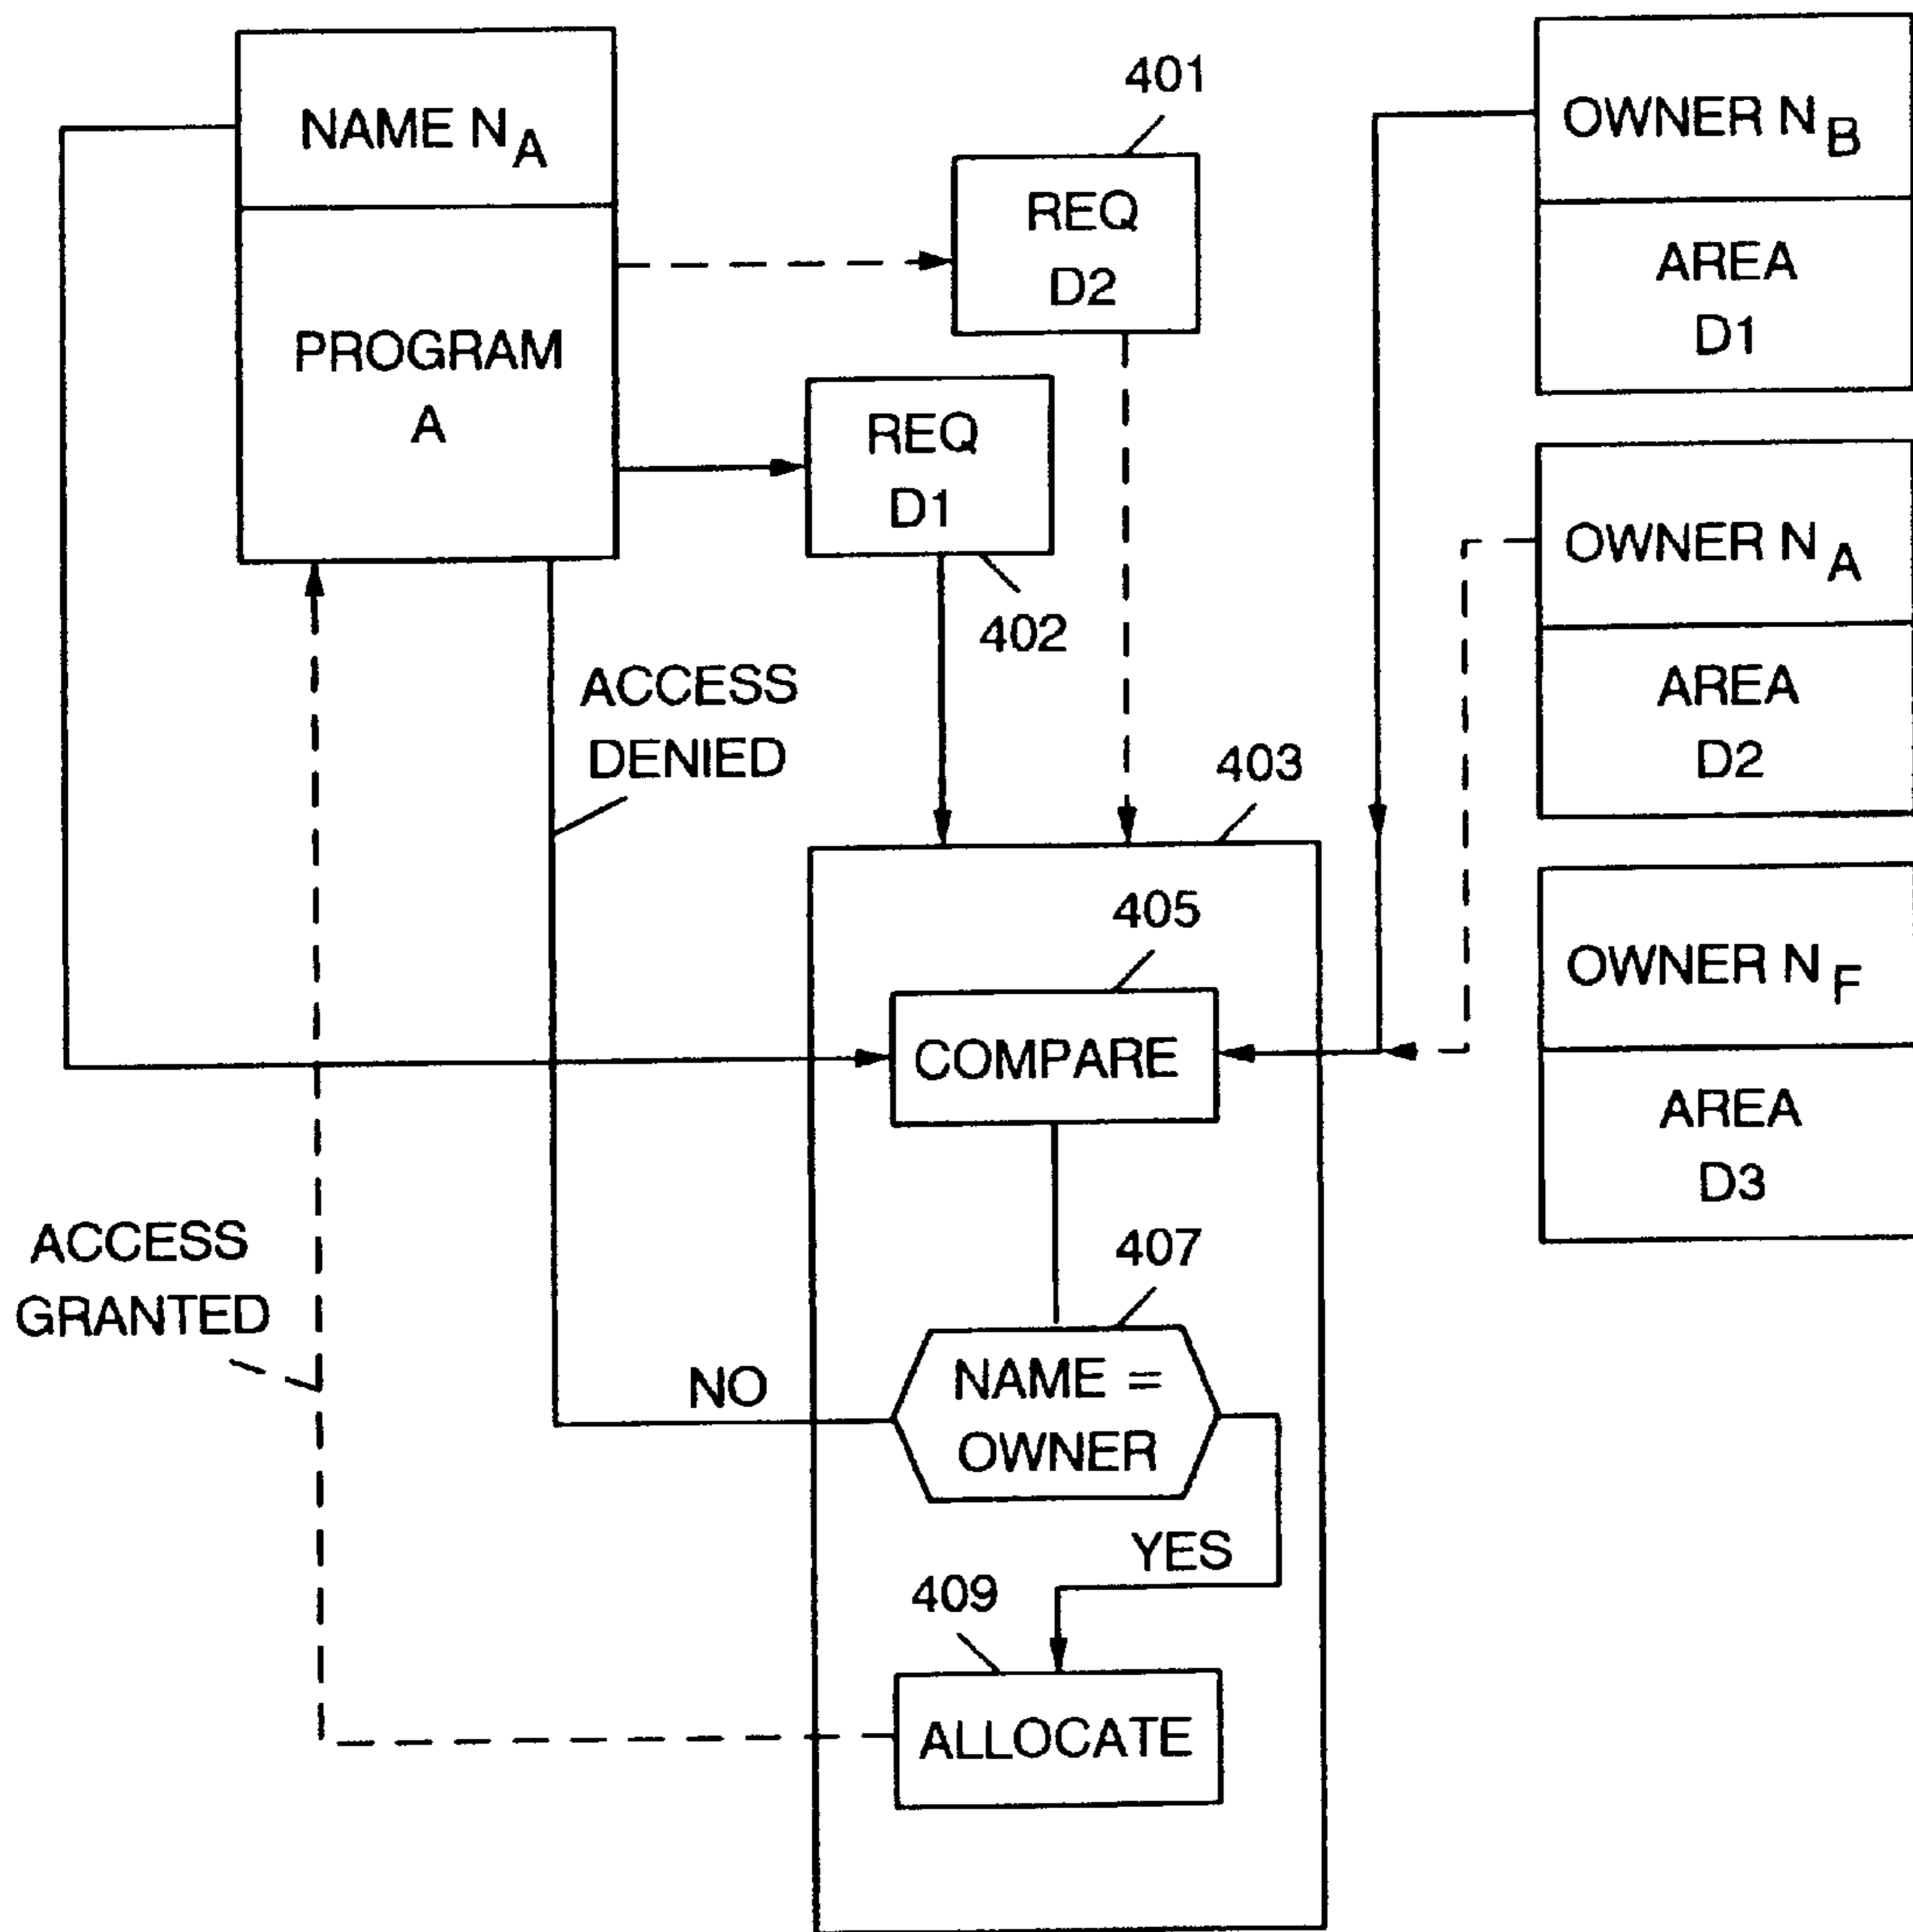 NAME N A
PROGRAM
A
401
REQ
D2
REQ
D1
402
OWNER N B
AREA
D1
OWNER N A
AREA
D2
OWNER N F
AREA
D3
ACCESS
DENIED
403
405
COMPARE
407
NAME =
OWNER
NO
YES
409
ALLOCATE
ACCESS
GRANTED